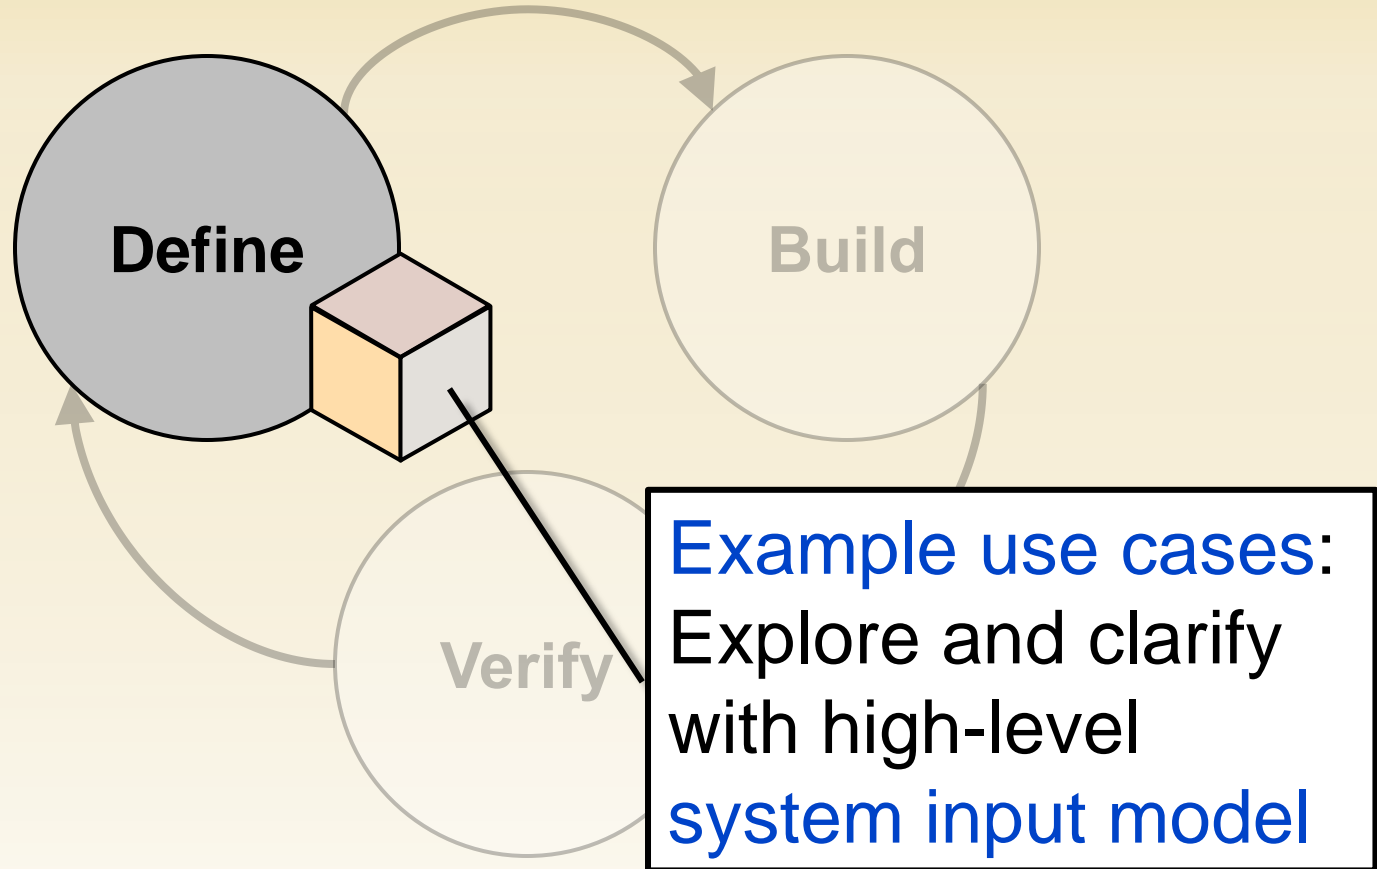 Define
Build
Verify
Example use cases:
Explore and clarify
with high-level
system input model